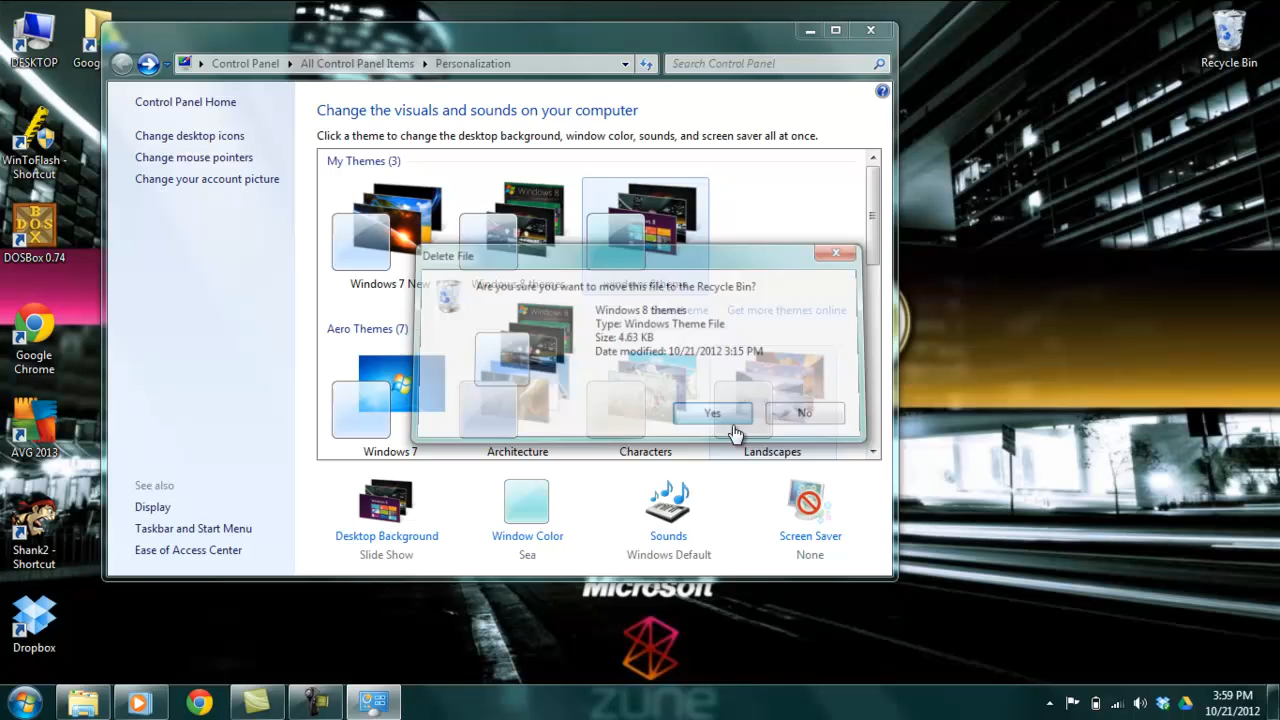 DESKTOP
Goog
Recycle Bin
Control Panel
All Control Panel Items
Personalization
Search Control Panel
Control Panel Home
Change desktop icons
Change mouse pointers
Change your account picture
Change the visuals and sounds on your computer
Click a theme to change the desktop background, window color, sounds, and screen saver all at once.
My Themes (3)
Windows 8
WinToFlash -
Shortcut
DOSBox 0.74
Google
Chrome
AVG 2013
Shank2 -
Shortcut
Dropbox
Delete File
Windows 7 New
Are you sure you want to move this file to the Recycle Bin?
Windows 8 themes
Type: Windows Theme File
Size: 4.63 KB
Date modified: 10/21/2012 3:15 PM
Get more themes online
Yes
No
Aero Themes (7)
Windows 7
Architecture
Characters
Landscapes
See also
Display
Taskbar and Start Menu
Ease of Access Center
Desktop Background
Slide Show
Window Color
Sea
Sounds
Windows Default
Screen Saver
None
Microsoft
zune
3:59 PM
10/21/2012